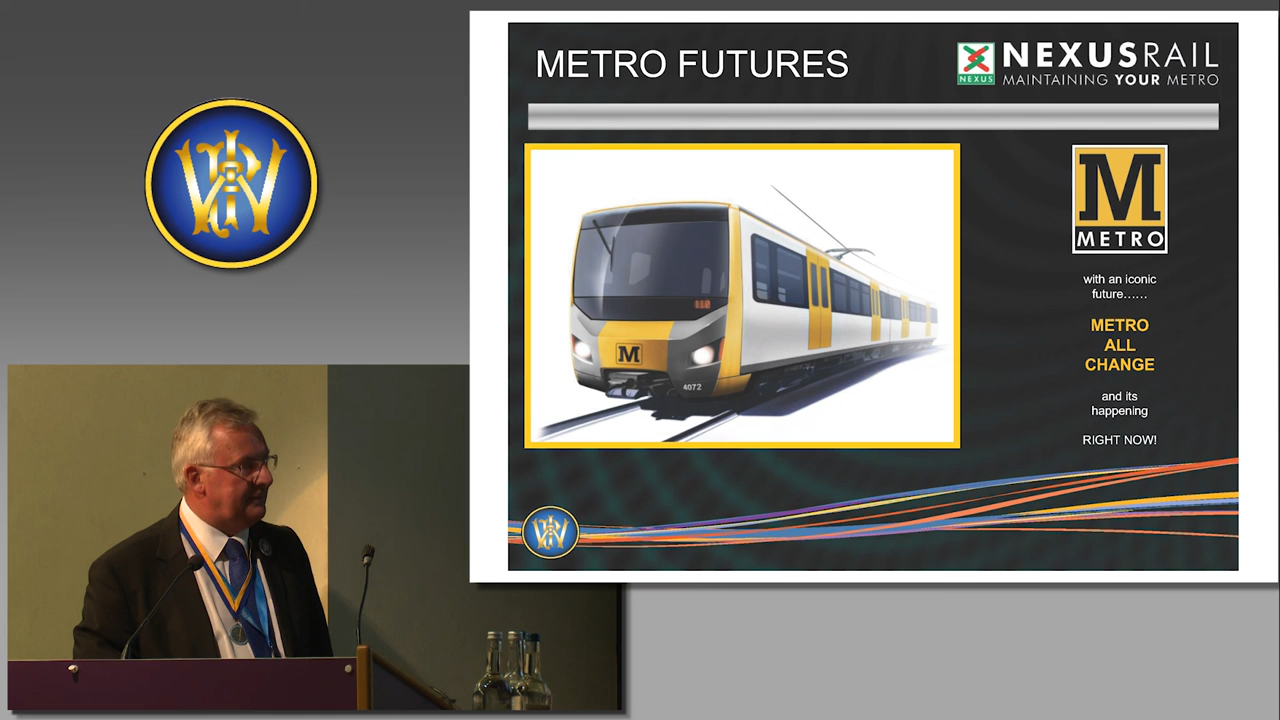 METRO FUTURES
NEXUS
NEXUSRAIL
MAINTAINING YOUR METRO
M
METRO
110
M
4072
with an iconic
future......
METRO
ALL
CHANGE
and its
happening
RIGHT NOW!